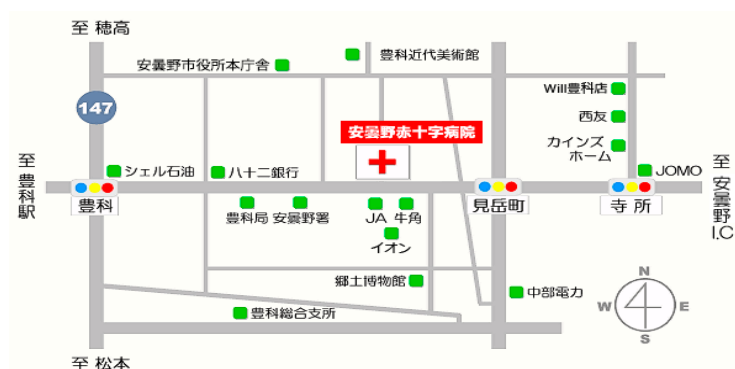 至 穂高
安曇野市役所本庁舎
豊科近代美術館
Will豊科店
147
西友
安曇野赤十字病院
カインズ
ホーム
至 豊科駅
シェル石油
八十二銀行
JOMO
至 安曇野I.C
豊科
見岳町
寺所
豊科局
安曇野署
JA
牛角
イオン
郷土博物館
中部電力
豊科総合支所
N
W
E
S
至 松本